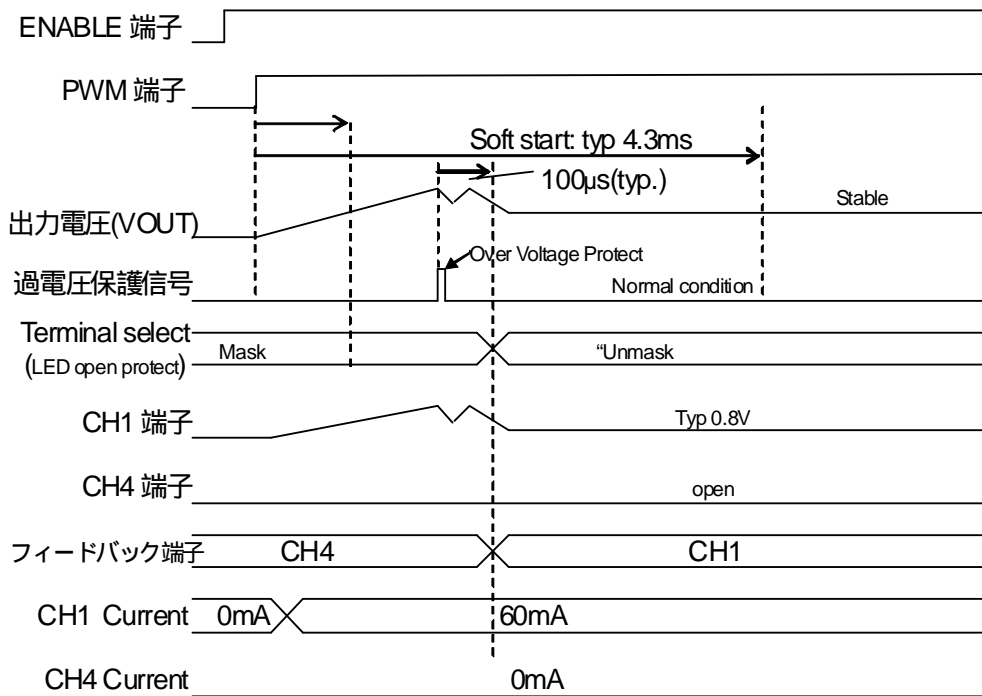 ENABLE 端子
PWM 端子
Soft start: typ 4.3ms
100μs(typ.)
出力電圧(VOUT)
Stable
Over Voltage Protect
過電圧保護信号
Normal condition
Terminal select
(LED open protect)
Mask
“Unmask
CH1 端子
Typ 0.8V
CH4 端子
open
フィードバック端子
CH4
CH1
CH1 Current
0mA
60mA
CH4 Current
0mA